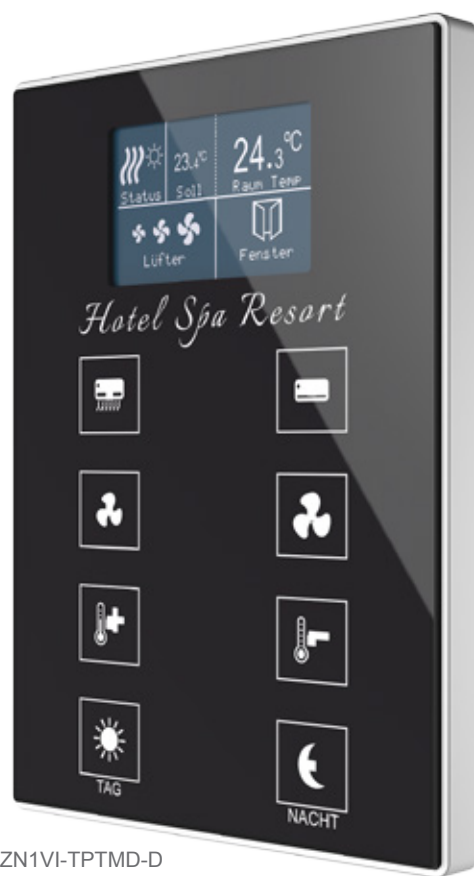 23.4°C
24.3°C
Status
Soll
Raum Temp
Lüfter
Fenster
Hotel Spa Resort
TAG
NACHT
ZN1VI-TPTMD-D